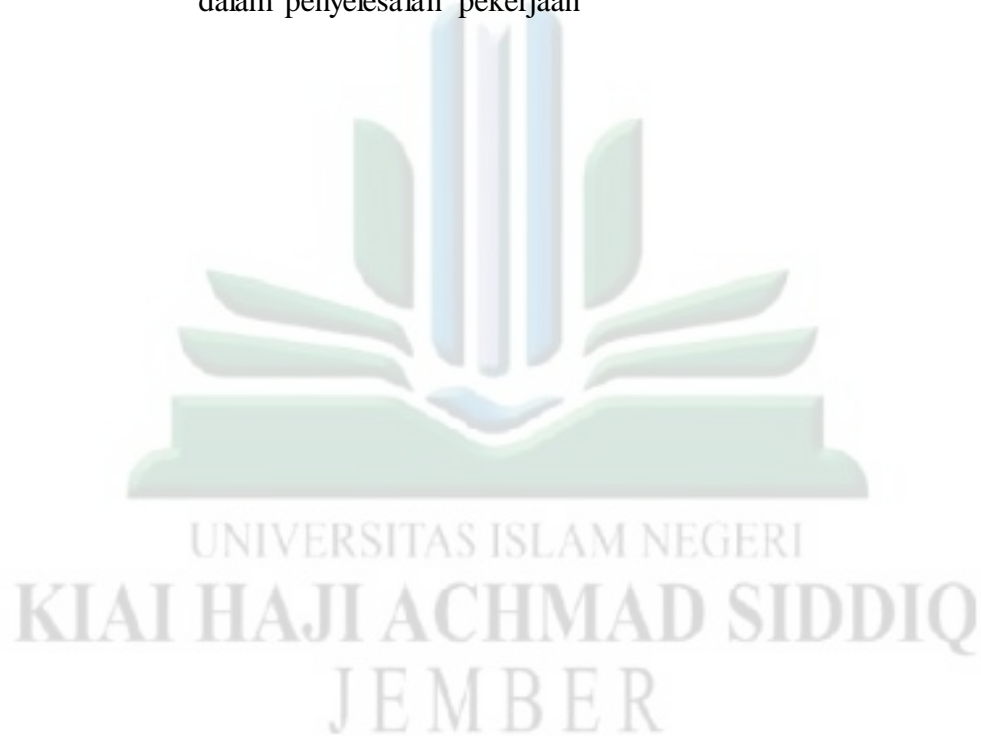 dalam penyelesaian pekerjaan
UNIVERSITAS ISLAM NEGERI
KIAI HAJI ACHMAD SIDDIQ
JEMBER